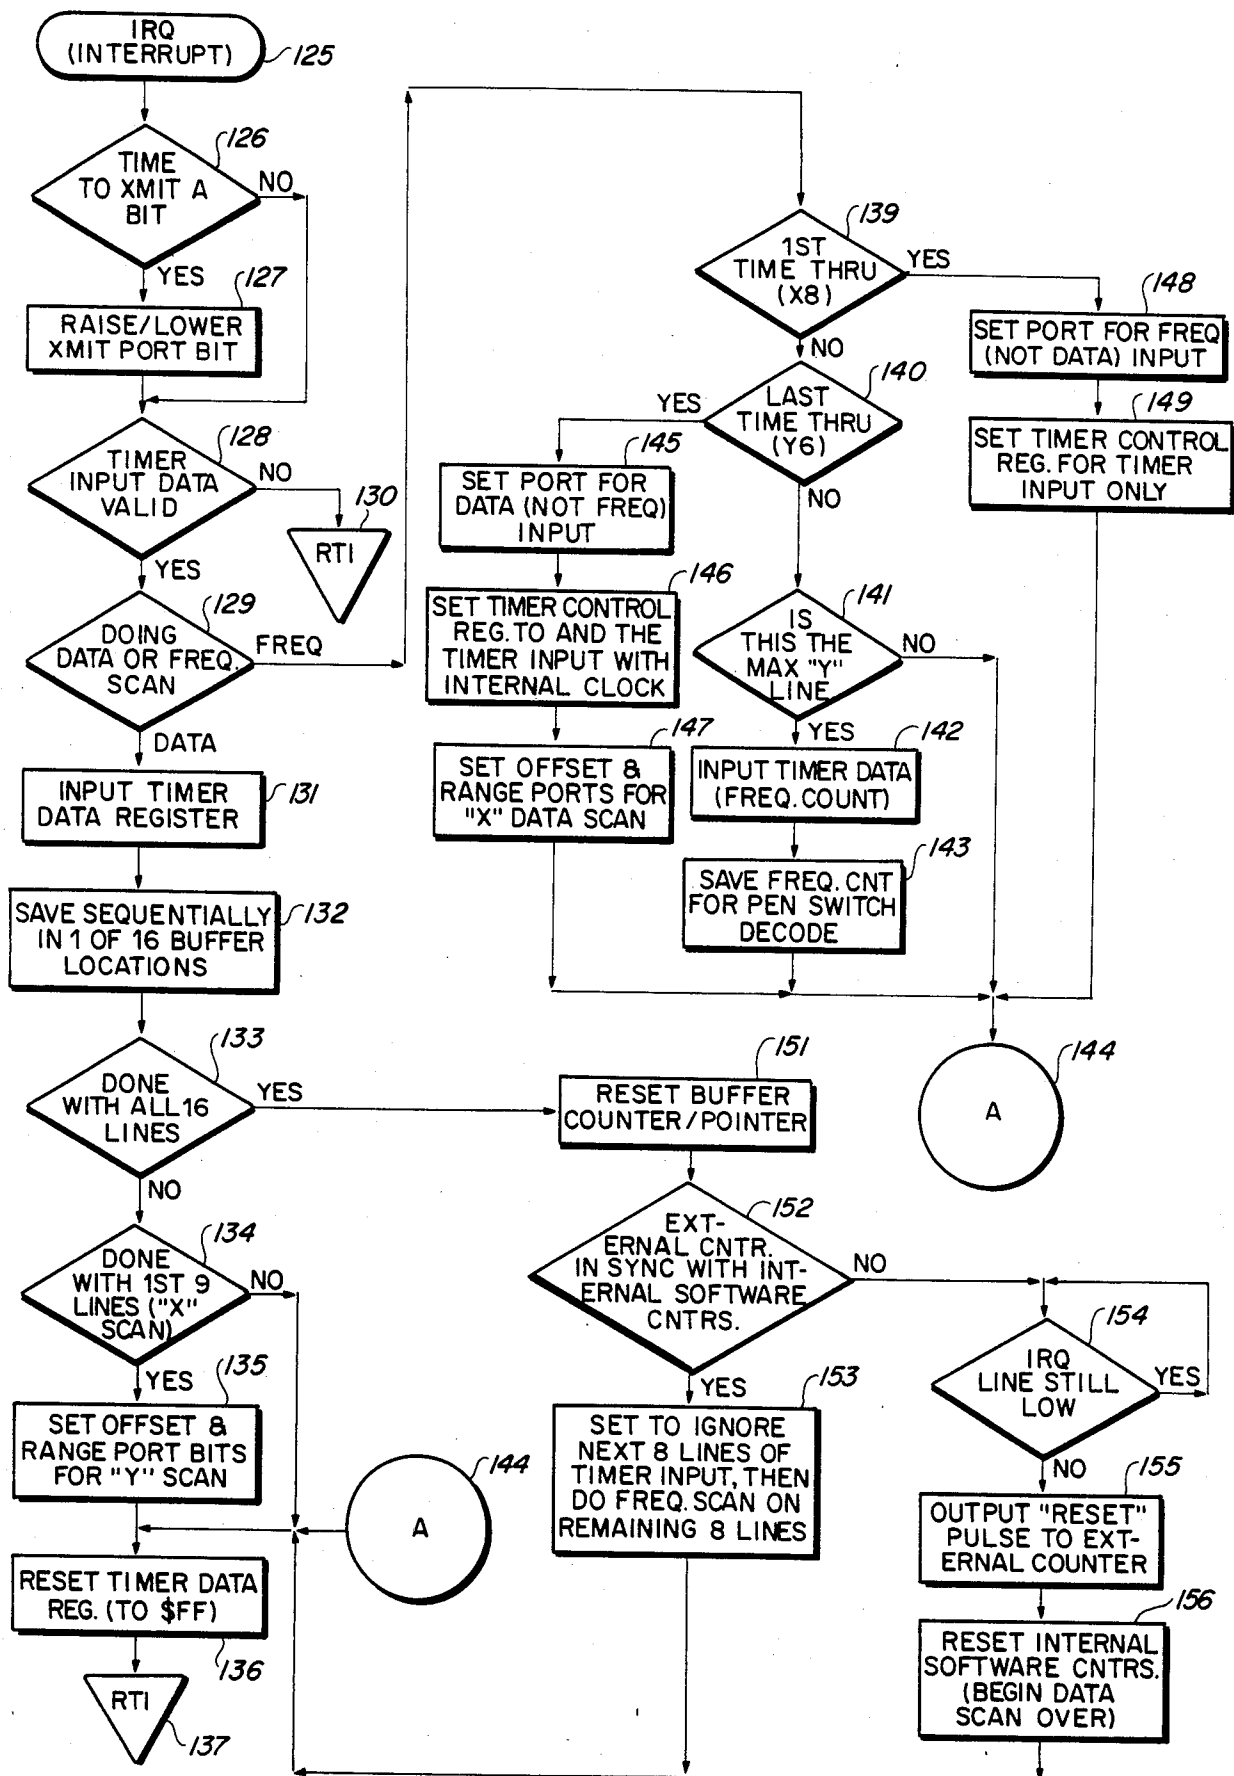 IRQ
(INTERRUPT)
125
126
TIME
TO XMIT A
BIT
NO
YES
127
RAISE/LOWER
XMIT PORT BIT
128
TIMER
INPUT DATA
VALID
NO
130
RTI
YES
129
DOING
DATA OR FREQ.
SCAN
FREQ
DATA
INPUT TIMER
DATA REGISTER
131
SAVE SEQUENTIALLY
IN 1 OF 16 BUFFER
LOCATIONS
132
133
DONE
WITH ALL 16
LINES
YES
NO
134
DONE
WITH 1ST 9
LINES ("X"
SCAN)
NO
YES
135
SET OFFSET &
RANGE PORT BITS
FOR "Y" SCAN
144
A
RESET TIMER DATA
REG. (TO $FF)
136
RTI
137
139
1ST
TIME THRU
(X8)
YES
NO
148
SET PORT FOR FREQ
(NOT DATA) INPUT
149
SET TIMER CONTROL
REG. FOR TIMER
INPUT ONLY
140
LAST
TIME THRU
(Y6)
YES
NO
145
SET PORT FOR
DATA (NOT FREQ)
INPUT
146
SET TIMER CONTROL
REG. TO AND THE
TIMER INPUT WITH
INTERNAL CLOCK
147
SET OFFSET &
RANGE PORTS FOR
"X" DATA SCAN
141
IS
THIS THE
MAX "Y"
LINE
NO
YES
142
INPUT TIMER DATA
(FREQ. COUNT)
143
SAVE FREQ. CNT
FOR PEN SWITCH
DECODE
144
A
151
RESET BUFFER
COUNTER/POINTER
152
EXT-
ERNAL CNTR.
IN SYNC WITH INT-
ERNAL SOFTWARE
CNTRS.
NO
YES
153
SET TO IGNORE
NEXT 8 LINES OF
TIMER INPUT, THEN
DO FREQ. SCAN ON
REMAINING 8 LINES
154
IRQ
LINE STILL
LOW
YES
NO
155
OUTPUT "RESET"
PULSE TO EXT-
ERNAL COUNTER
156
RESET INTERNAL
SOFTWARE CNTRS.
(BEGIN DATA
SCAN OVER)